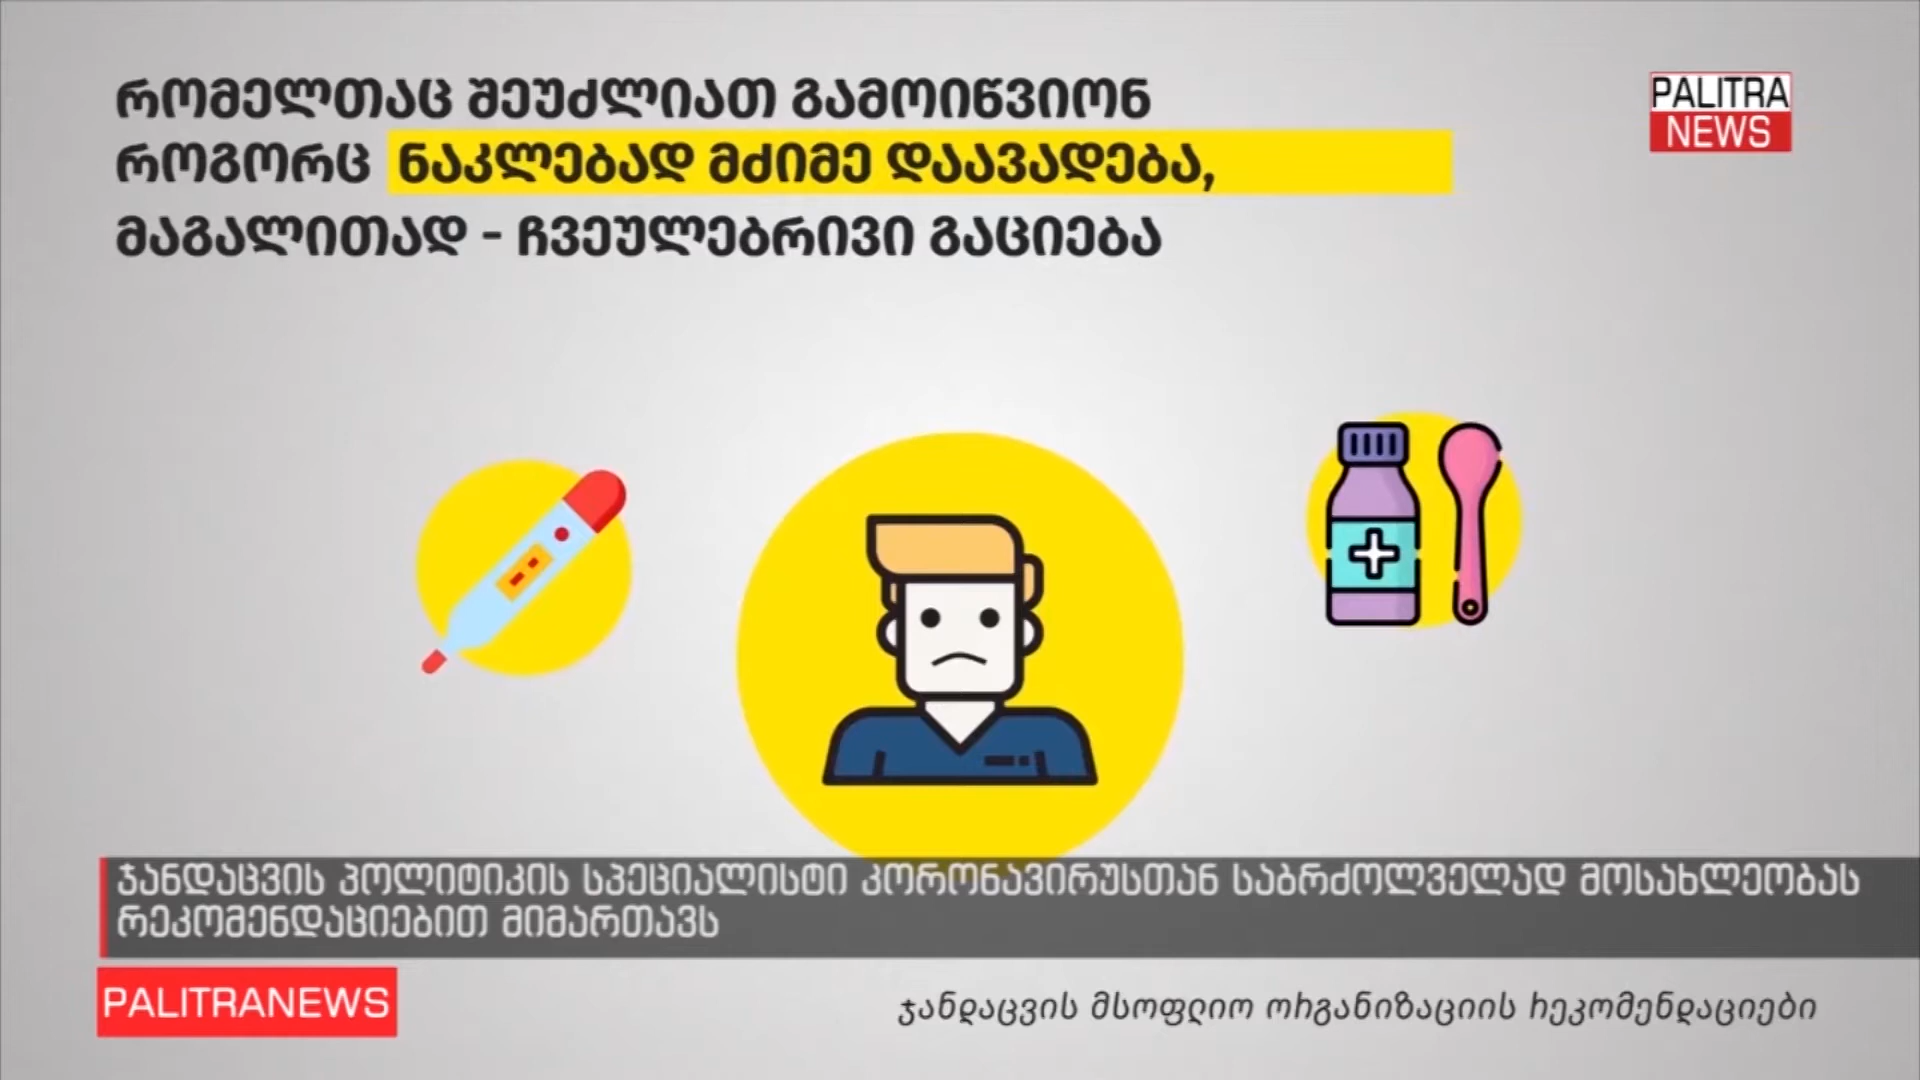 რომელთაც შეუძლიათ გამოიწვიონ
როგორც ნაკლებად მძიმე დაავადება,
მაგალითად - ჩვეულებრივი გაციება
PALITRA
NEWS
ჯანდაცვის პოლიტიკის სპეციალისტი კორონავირუსთან საბრძოლველად მოსახლეობას
რეკომენდაციებით მიმართავს
PALITRANEWS
ჯანდაცვის მსოფლიო ორგანიზაციის რეკომენდაციები